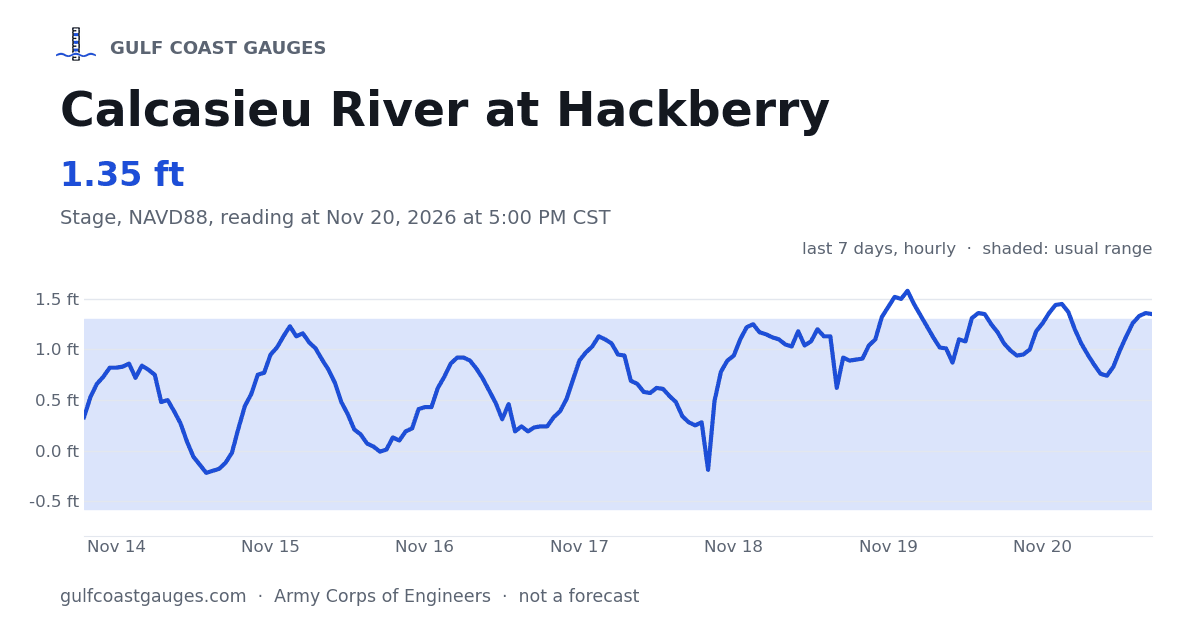 GULF COAST GAUGES
Calcasieu River at Hackberry
1.35 ft
Stage, NAVD88, reading at Nov 20, 2026 at 5:00 PM CST
last 7 days, hourly · shaded: usual range
1.5 ft
1.0 ft
0.5 ft
0.0 ft
-0.5 ft
Nov 14 Nov 15 Nov 16 Nov 17 Nov 18 Nov 19 Nov 20
gulfcoastgauges.com · Army Corps of Engineers · not a forecast